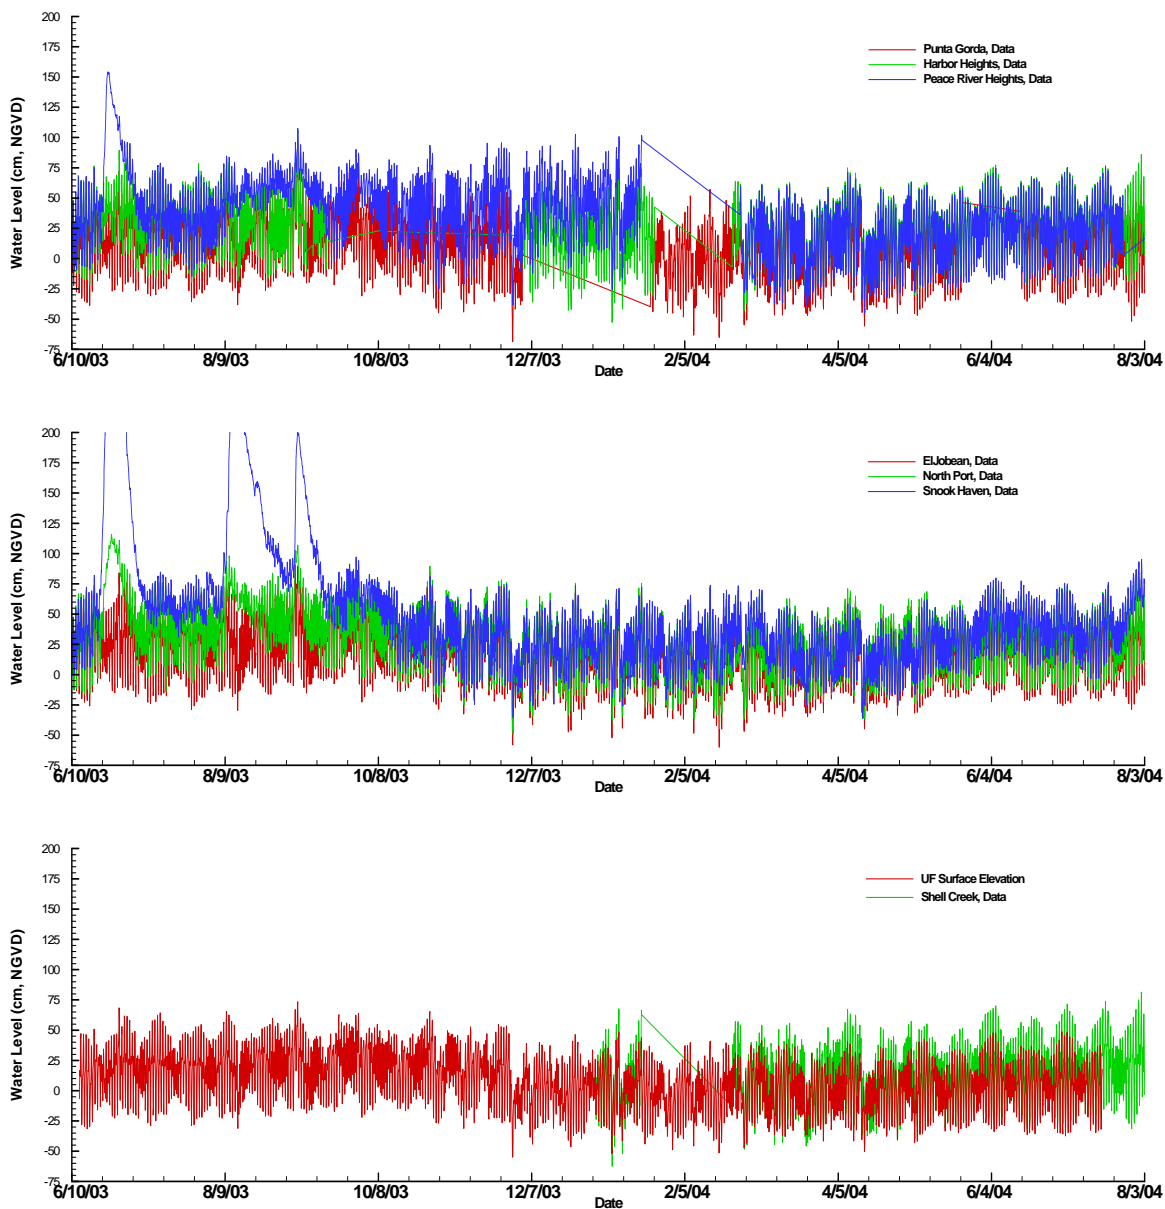 200
175
150
125
100
75
50
25
0
-25
-50
-75
Water Level (cm, NGVD)
Punta Gorda, Data
Harbor Heights, Data
Peace River Heights, Data
6/10/03 8/9/03 10/8/03 12/7/03 2/5/04 4/5/04 6/4/04 8/3/04
Date
200
175
150
125
100
75
50
25
0
-25
-50
-75
Water Level (cm, NGVD)
ElJobean, Data
North Port, Data
Snook Haven, Data
6/10/03 8/9/03 10/8/03 12/7/03 2/5/04 4/5/04 6/4/04 8/3/04
Date
200
175
150
125
100
75
50
25
0
-25
-50
-75
Water Level (cm, NGVD)
UF Surface Elevation
Shell Creek, Data
6/10/03 8/9/03 10/8/03 12/7/03 2/5/04 4/5/04 6/4/04 8/3/04
Date